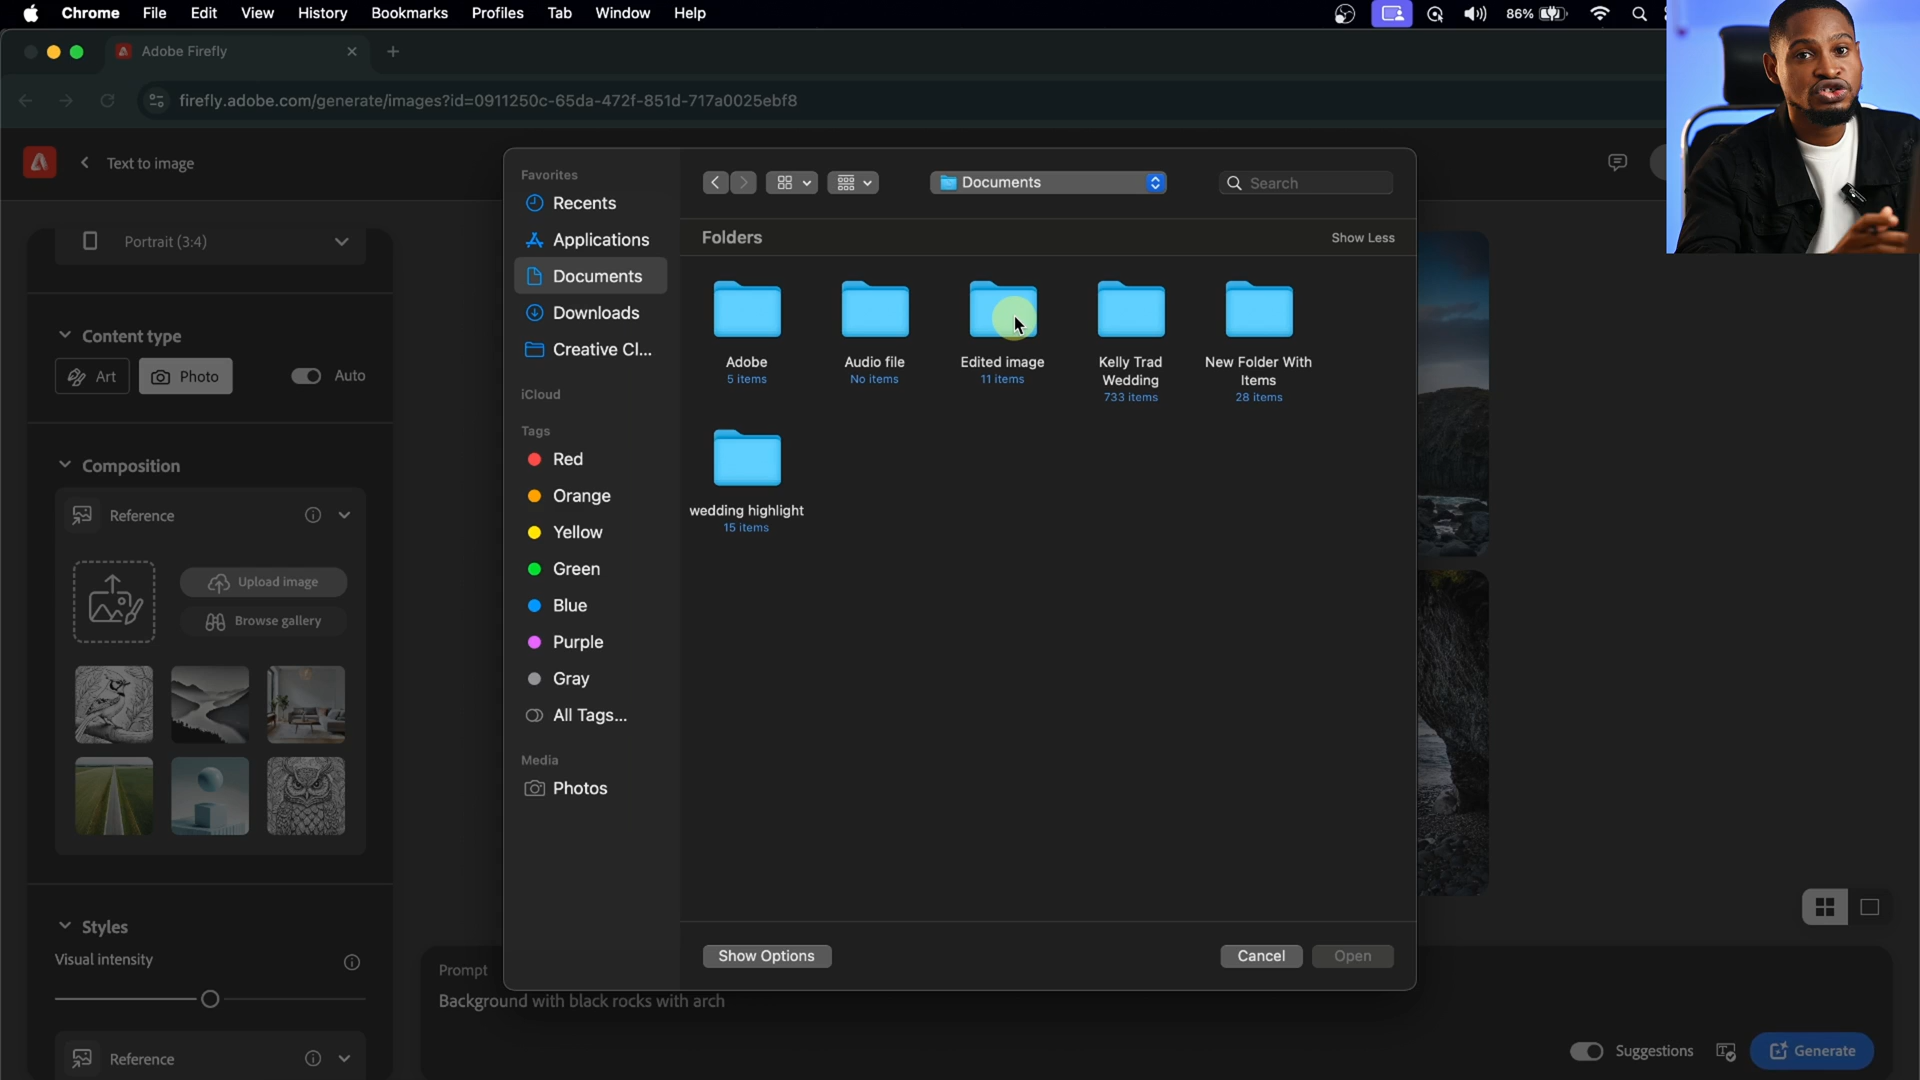 Chrome File Edit View History Bookmarks Profiles Tab Window Help
86%
Adobe Firefly
firefly.adobe.com/generate/images?id=0911250c-65da-472f-851d-717a0025ebf8
Text to image
Portrait (3:4)
Content type
Art
Photo
Auto
Composition
Reference
Upload image
Browse gallery
Styles
Visual intensity
Reference
Favorites
Recents
Applications
Documents
Downloads
Creative Cl...
iCloud
Tags
Red
Orange
Yellow
Green
Blue
Purple
Gray
All Tags...
Media
Photos
Documents
Search
Folders
Show Less
Adobe
5 items
Audio file
No items
Edited image
11 items
Kelly Trad
Wedding
733 items
New Folder With
Items
28 items
wedding highlight
15 items
Show Options
Cancel
Open
Prompt
Background with black rocks with arch
Suggestions
Generate